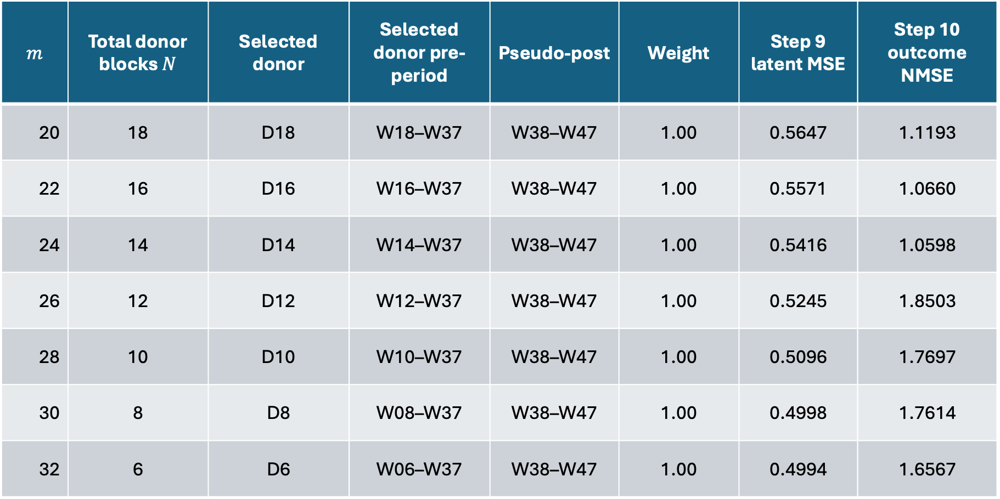 m	Total donor blocks N	Selected donor	Selected donor pre-period	Pseudo-post	Weight	Step 9 latent MSE	Step 10 outcome NMSE
20	18	D18	W18–W37	W38–W47	1.00	0.5647	1.1193
22	16	D16	W16–W37	W38–W47	1.00	0.5571	1.0660
24	14	D14	W14–W37	W38–W47	1.00	0.5416	1.0598
26	12	D12	W12–W37	W38–W47	1.00	0.5245	1.8503
28	10	D10	W10–W37	W38–W47	1.00	0.5096	1.7697
30	8	D8	W08–W37	W38–W47	1.00	0.4998	1.7614
32	6	D6	W06–W37	W38–W47	1.00	0.4994	1.6567